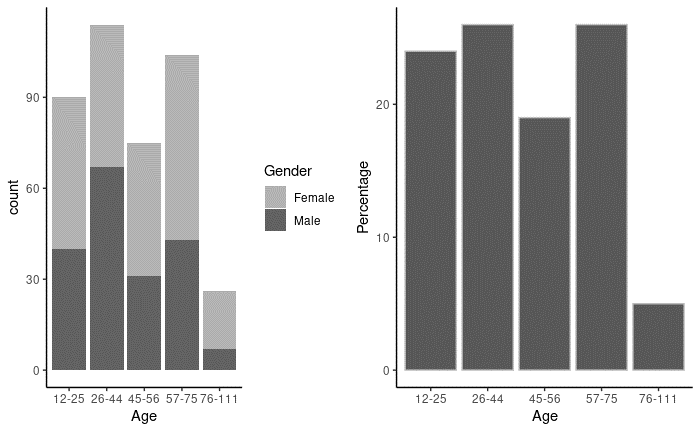 count
90
60
30
0
12-25 26-44 45-56 57-75 76-111
Age
Gender
Female
Male
Percentage
20
10
0
12-25 26-44 45-56 57-75 76-111
Age